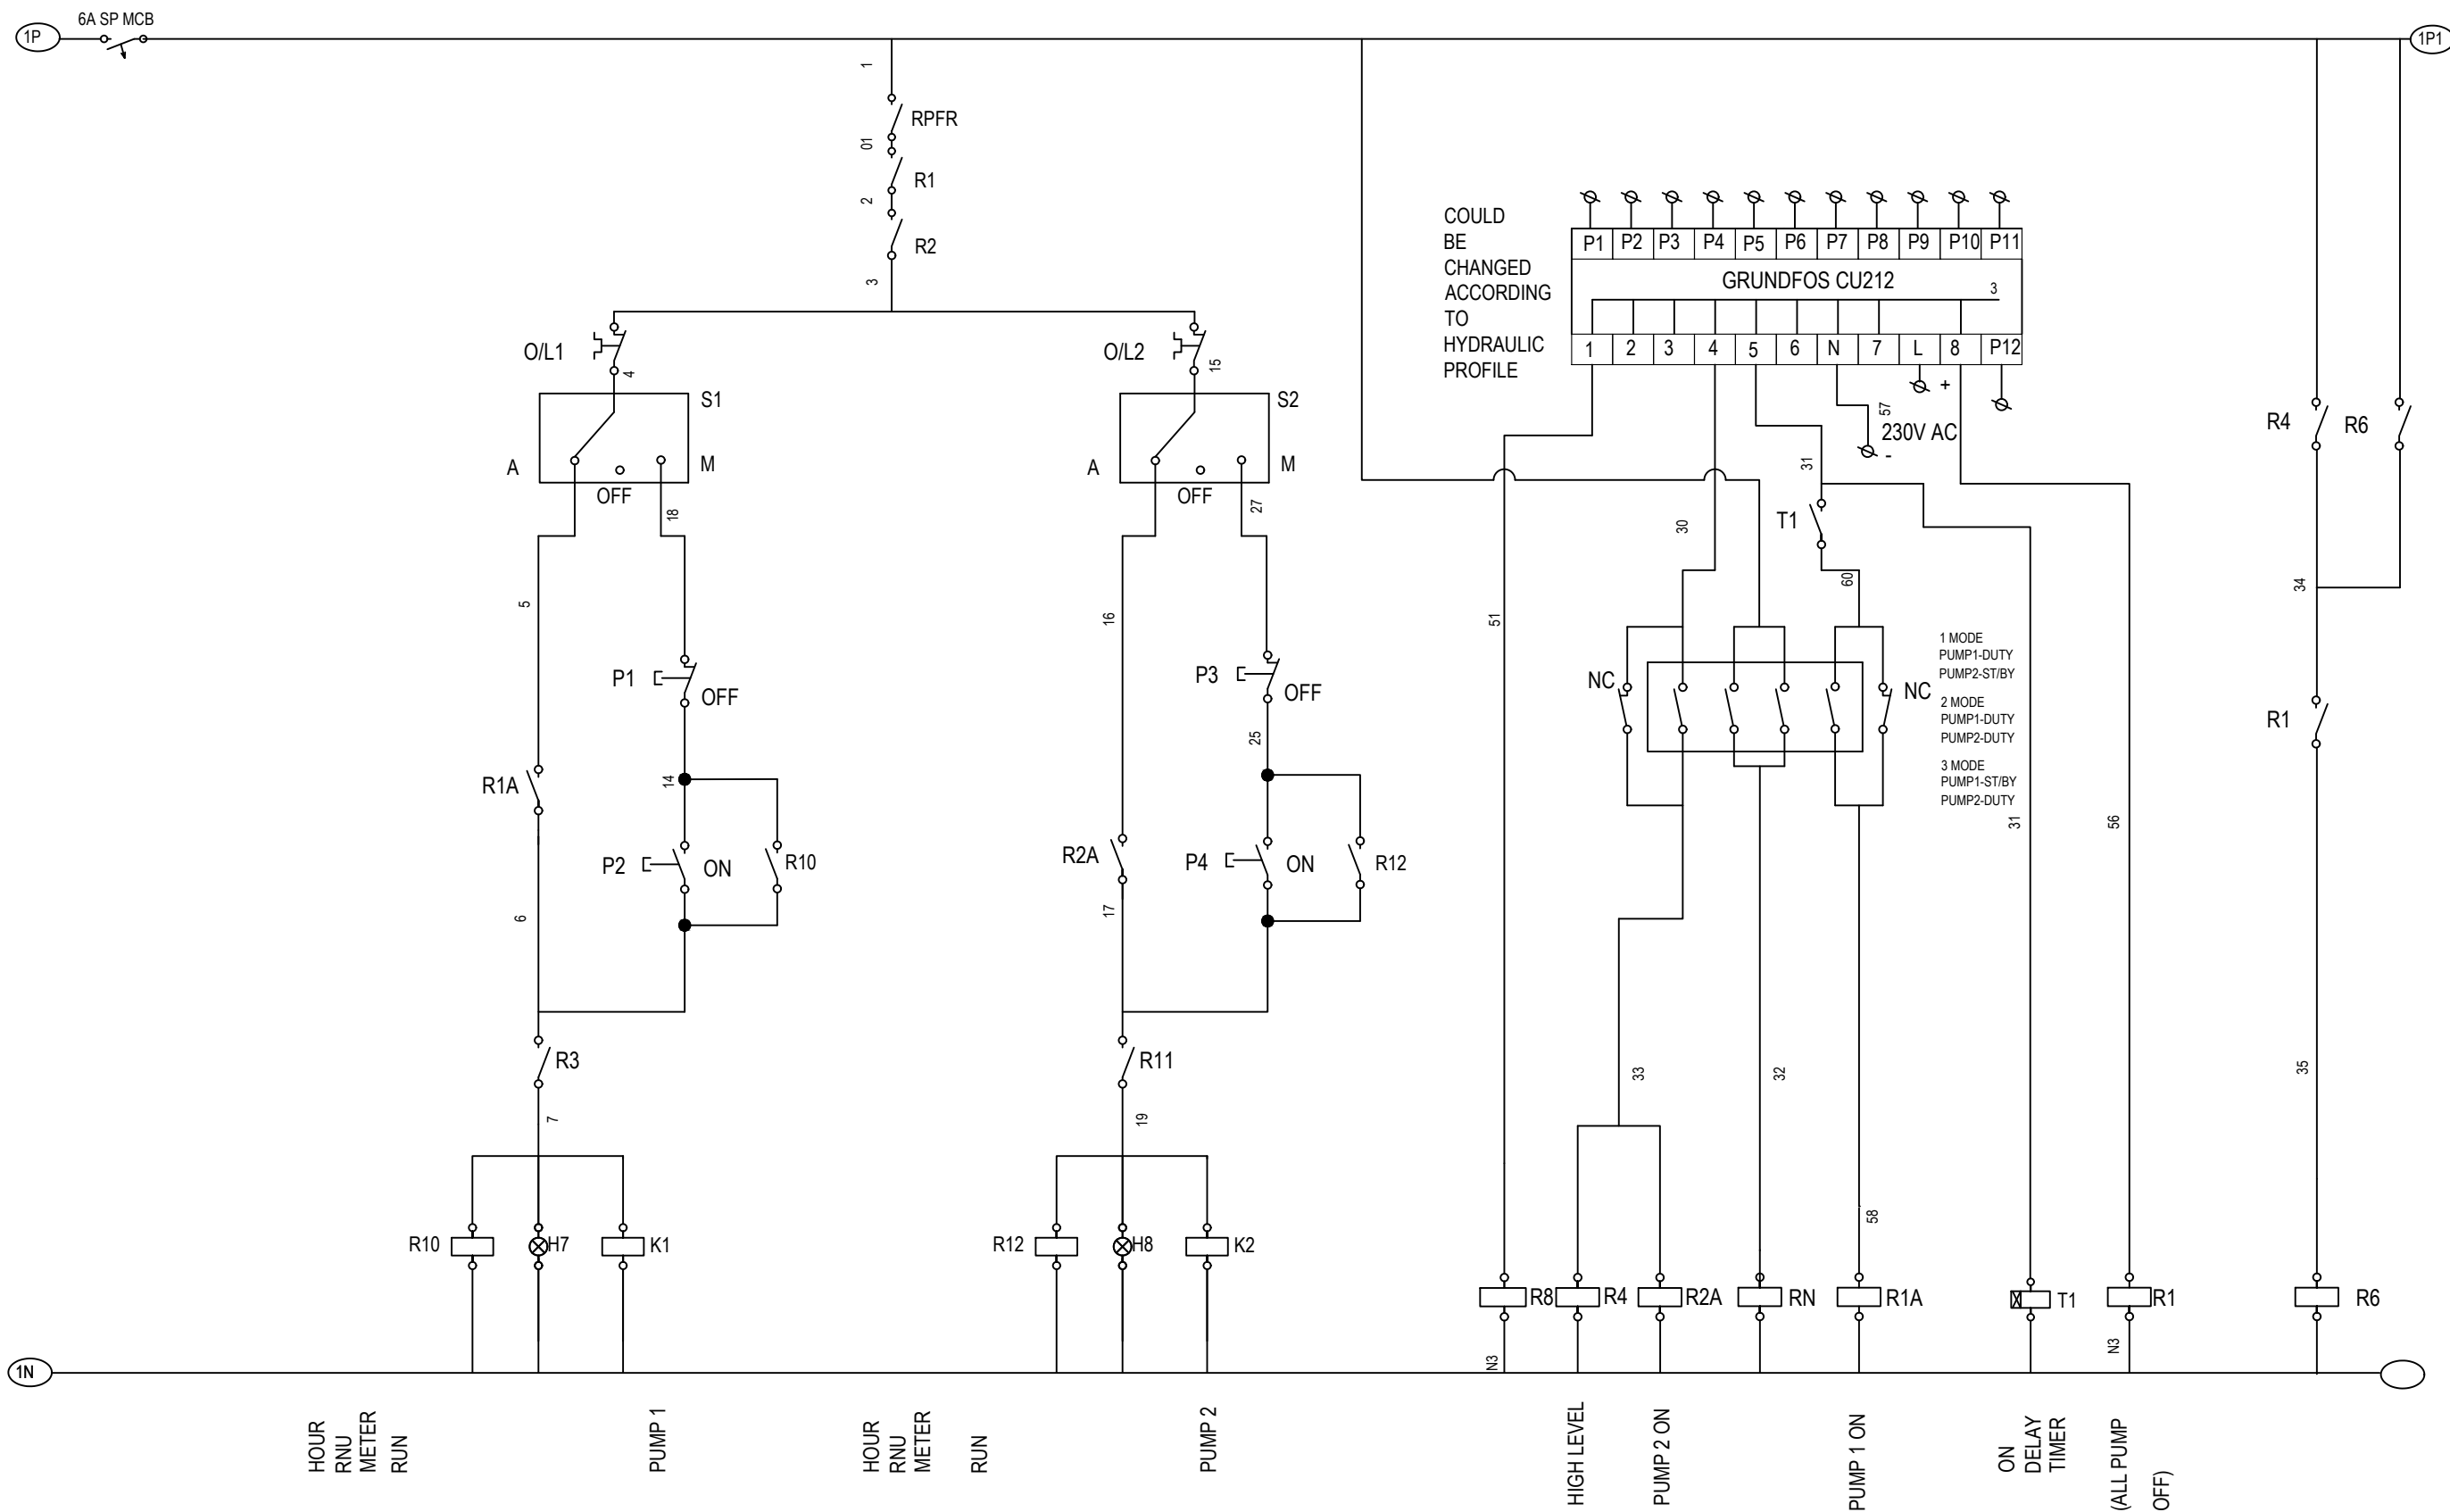 6A SP MCB
1P
1P1
1
RPFR
01
R1
2
R2
3
O/L1
4
S1
A
M
OFF
18
5
P1
OFF
14
R1A
P2
ON
R10
6
R3
7
R10
H7
K1
O/L2
15
S2
A
M
OFF
27
16
P3
OFF
25
R2A
P4
ON
R12
17
R11
19
R12
H8
K2
COULD
BE
CHANGED
ACCORDING
TO
HYDRAULIC
PROFILE
P1 P2 P3 P4 P5 P6 P7 P8 P9 P10 P11
GRUNDFOS CU212
3
1 2 3 4 5 6 N 7 L 8 P12
+
57
230V AC
-
31
T1
30
60
51
NC
NC
1 MODE
PUMP1-DUTY
PUMP2-ST/BY
2 MODE
PUMP1-DUTY
PUMP2-DUTY
3 MODE
PUMP1-ST/BY
PUMP2-DUTY
31
56
33
32
58
R8
R4
R2A
RN
R1A
T1
R1
N3
N3
R4
R6
34
R1
35
R6
1N
HOUR
RNU
METER
RUN
PUMP 1
HOUR
RNU
METER
RUN
PUMP 2
HIGH LEVEL
PUMP 2 ON
PUMP 1 ON
ON
DELAY
TIMER
(ALL PUMP
OFF)